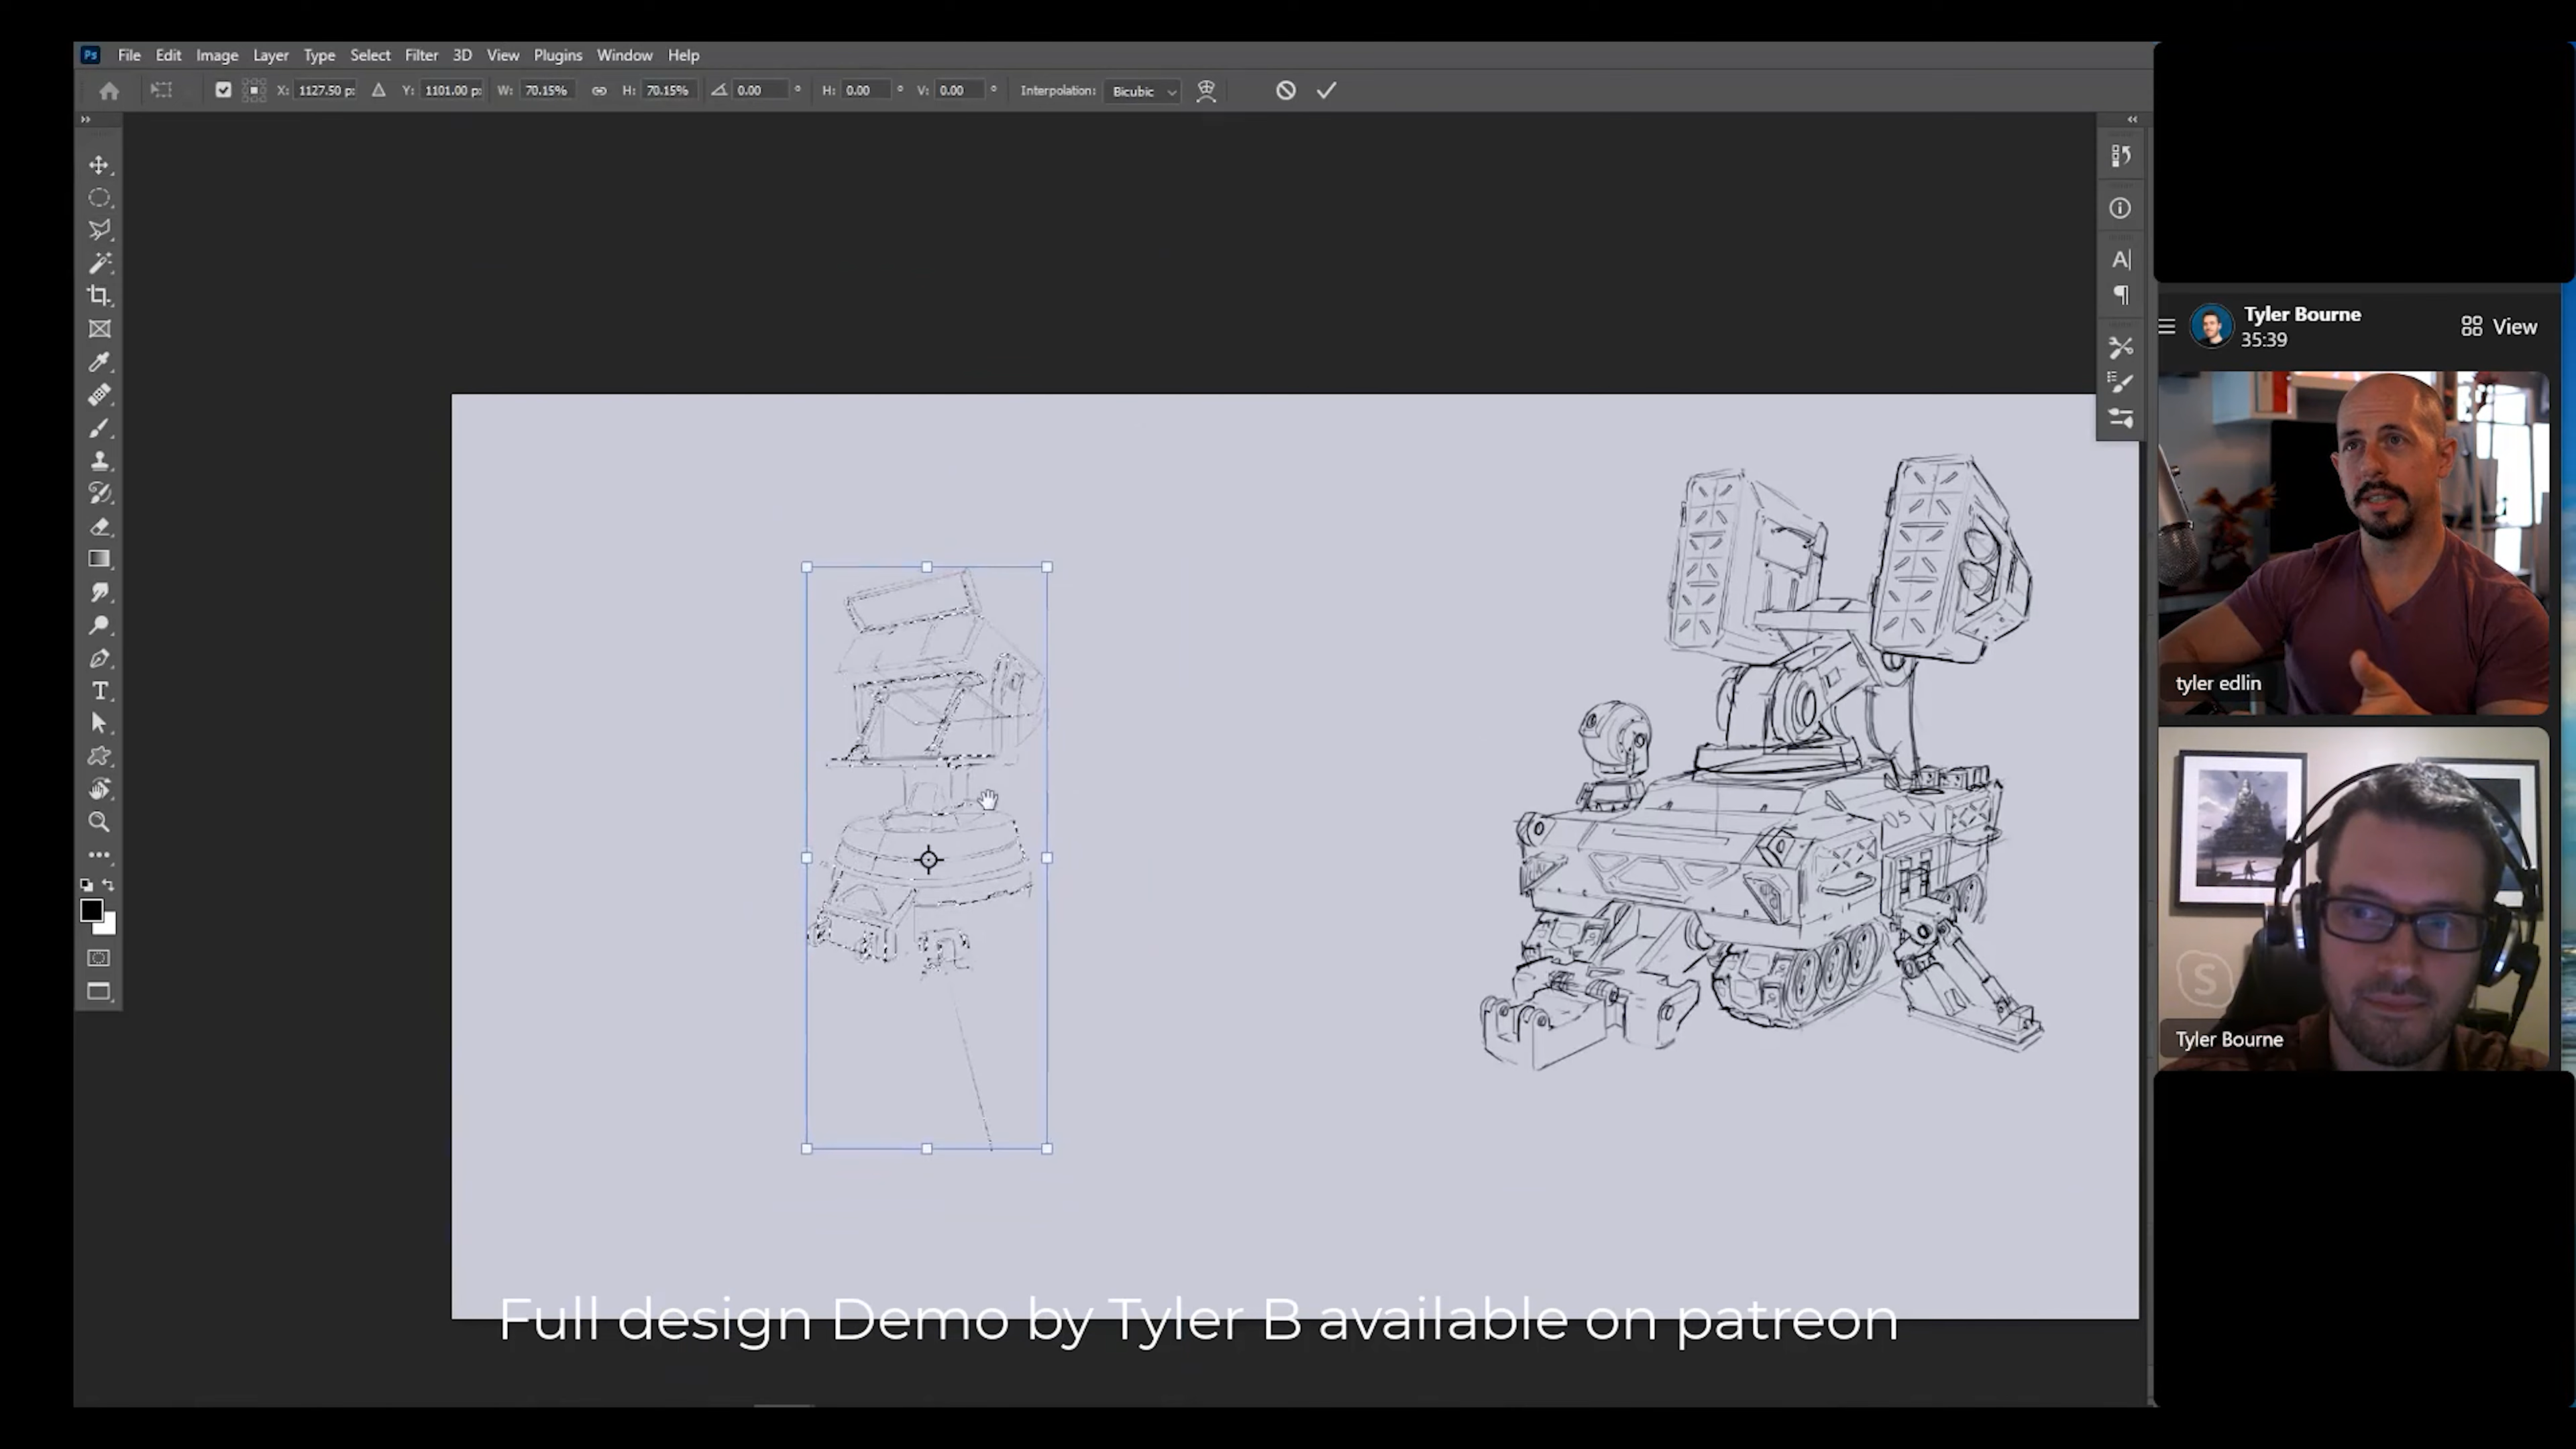 Ps File Edit Image Layer Type Select Filter 3D View Plugins Window Help
X: 1127.50 p: Y: 1101.00 p: W: 70.15% H: 70.15% 0.00 ° H: 0.00 ° V: 0.00 ° Interpolation: Bicubic
Tyler Bourne
35:39
View
tyler edlin
05 V
Tyler Bourne
Full design Demo by Tyler B available on patreon